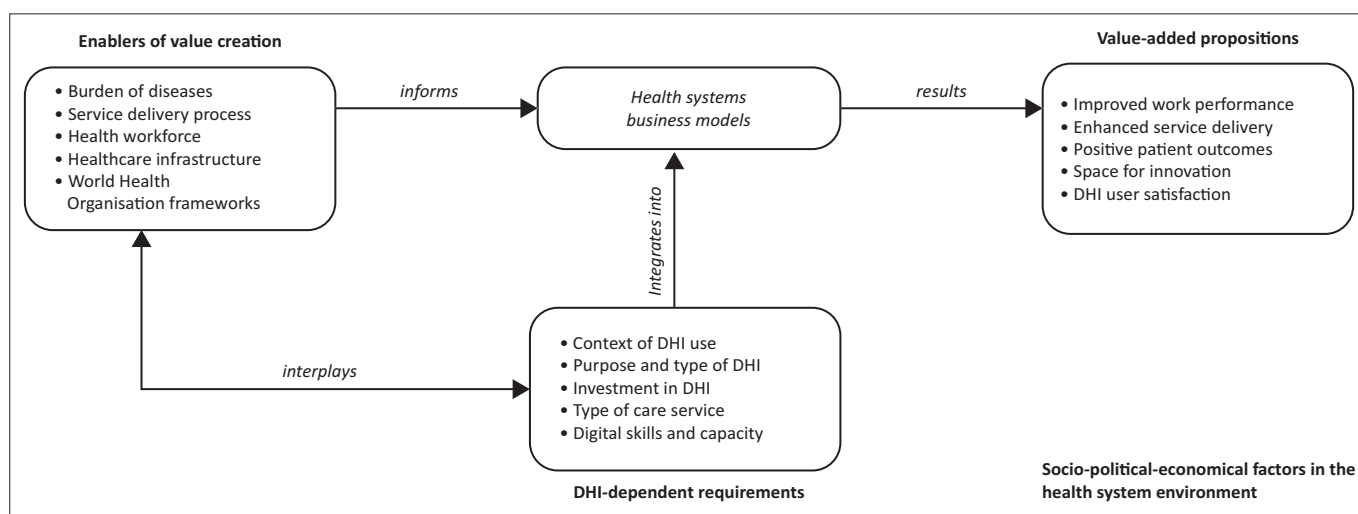 Enablers of value creation
• Burden of diseases
• Service delivery process
• Health workforce
• Healthcare infrastructure
• World Health
Organisation frameworks
informs
Health systems
business models
results
Value-added propositions
• Improved work performance
• Enhanced service delivery
• Positive patient outcomes
• Space for innovation
• DHI user satisfaction
Integrates into
interplays
• Context of DHI use
• Purpose and type of DHI
• Investment in DHI
• Type of care service
• Digital skills and capacity
DHI-dependent requirements
Socio-political-economical factors in the
health system environment